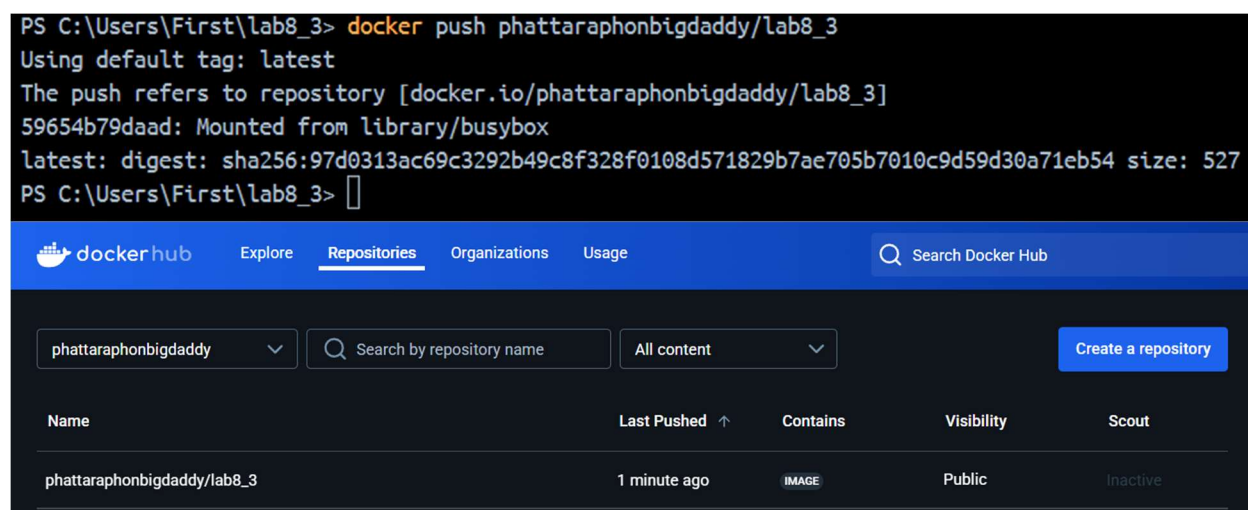 PS C:\Users\First\lab8_3> docker push phattaraphonbigdaddy/lab8_3
Using default tag: latest
The push refers to repository [docker.io/phattaraphonbigdaddy/lab8_3]
59654b79daad: Mounted from library/busybox
latest: digest: sha256:97d0313ac69c3292b49c8f328f0108d571829b7ae705b7010c9d59d30a71eb54 size: 527
PS C:\Users\First\lab8_3>
dockerhub Explore Repositories Organizations Usage Search Docker Hub
phattaraphonbigdaddy Search by repository name All content Create a repository
Name Last Pushed ↑ Contains Visibility Scout
phattaraphonbigdaddy/lab8_3 1 minute ago IMAGE Public Inactive